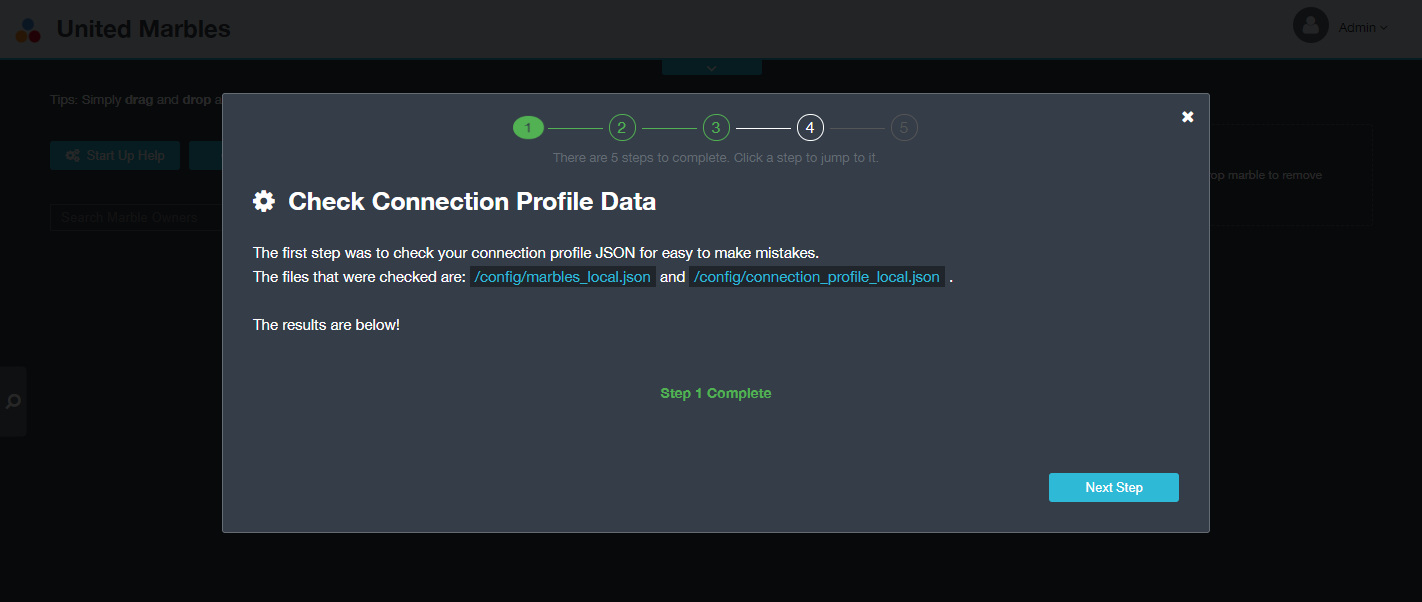 United Marbles
Admin
Tips: Simply drag and drop a
1 2 3 4 5
There are 5 steps to complete. Click a step to jump to it.
Start Up Help
op marble to remove
Check Connection Profile Data
Search Marble Owners
The first step was to check your connection profile JSON for easy to make mistakes.
The files that were checked are: /config/marbles_local.json and /config/connection_profile_local.json .
The results are below!
Step 1 Complete
Next Step